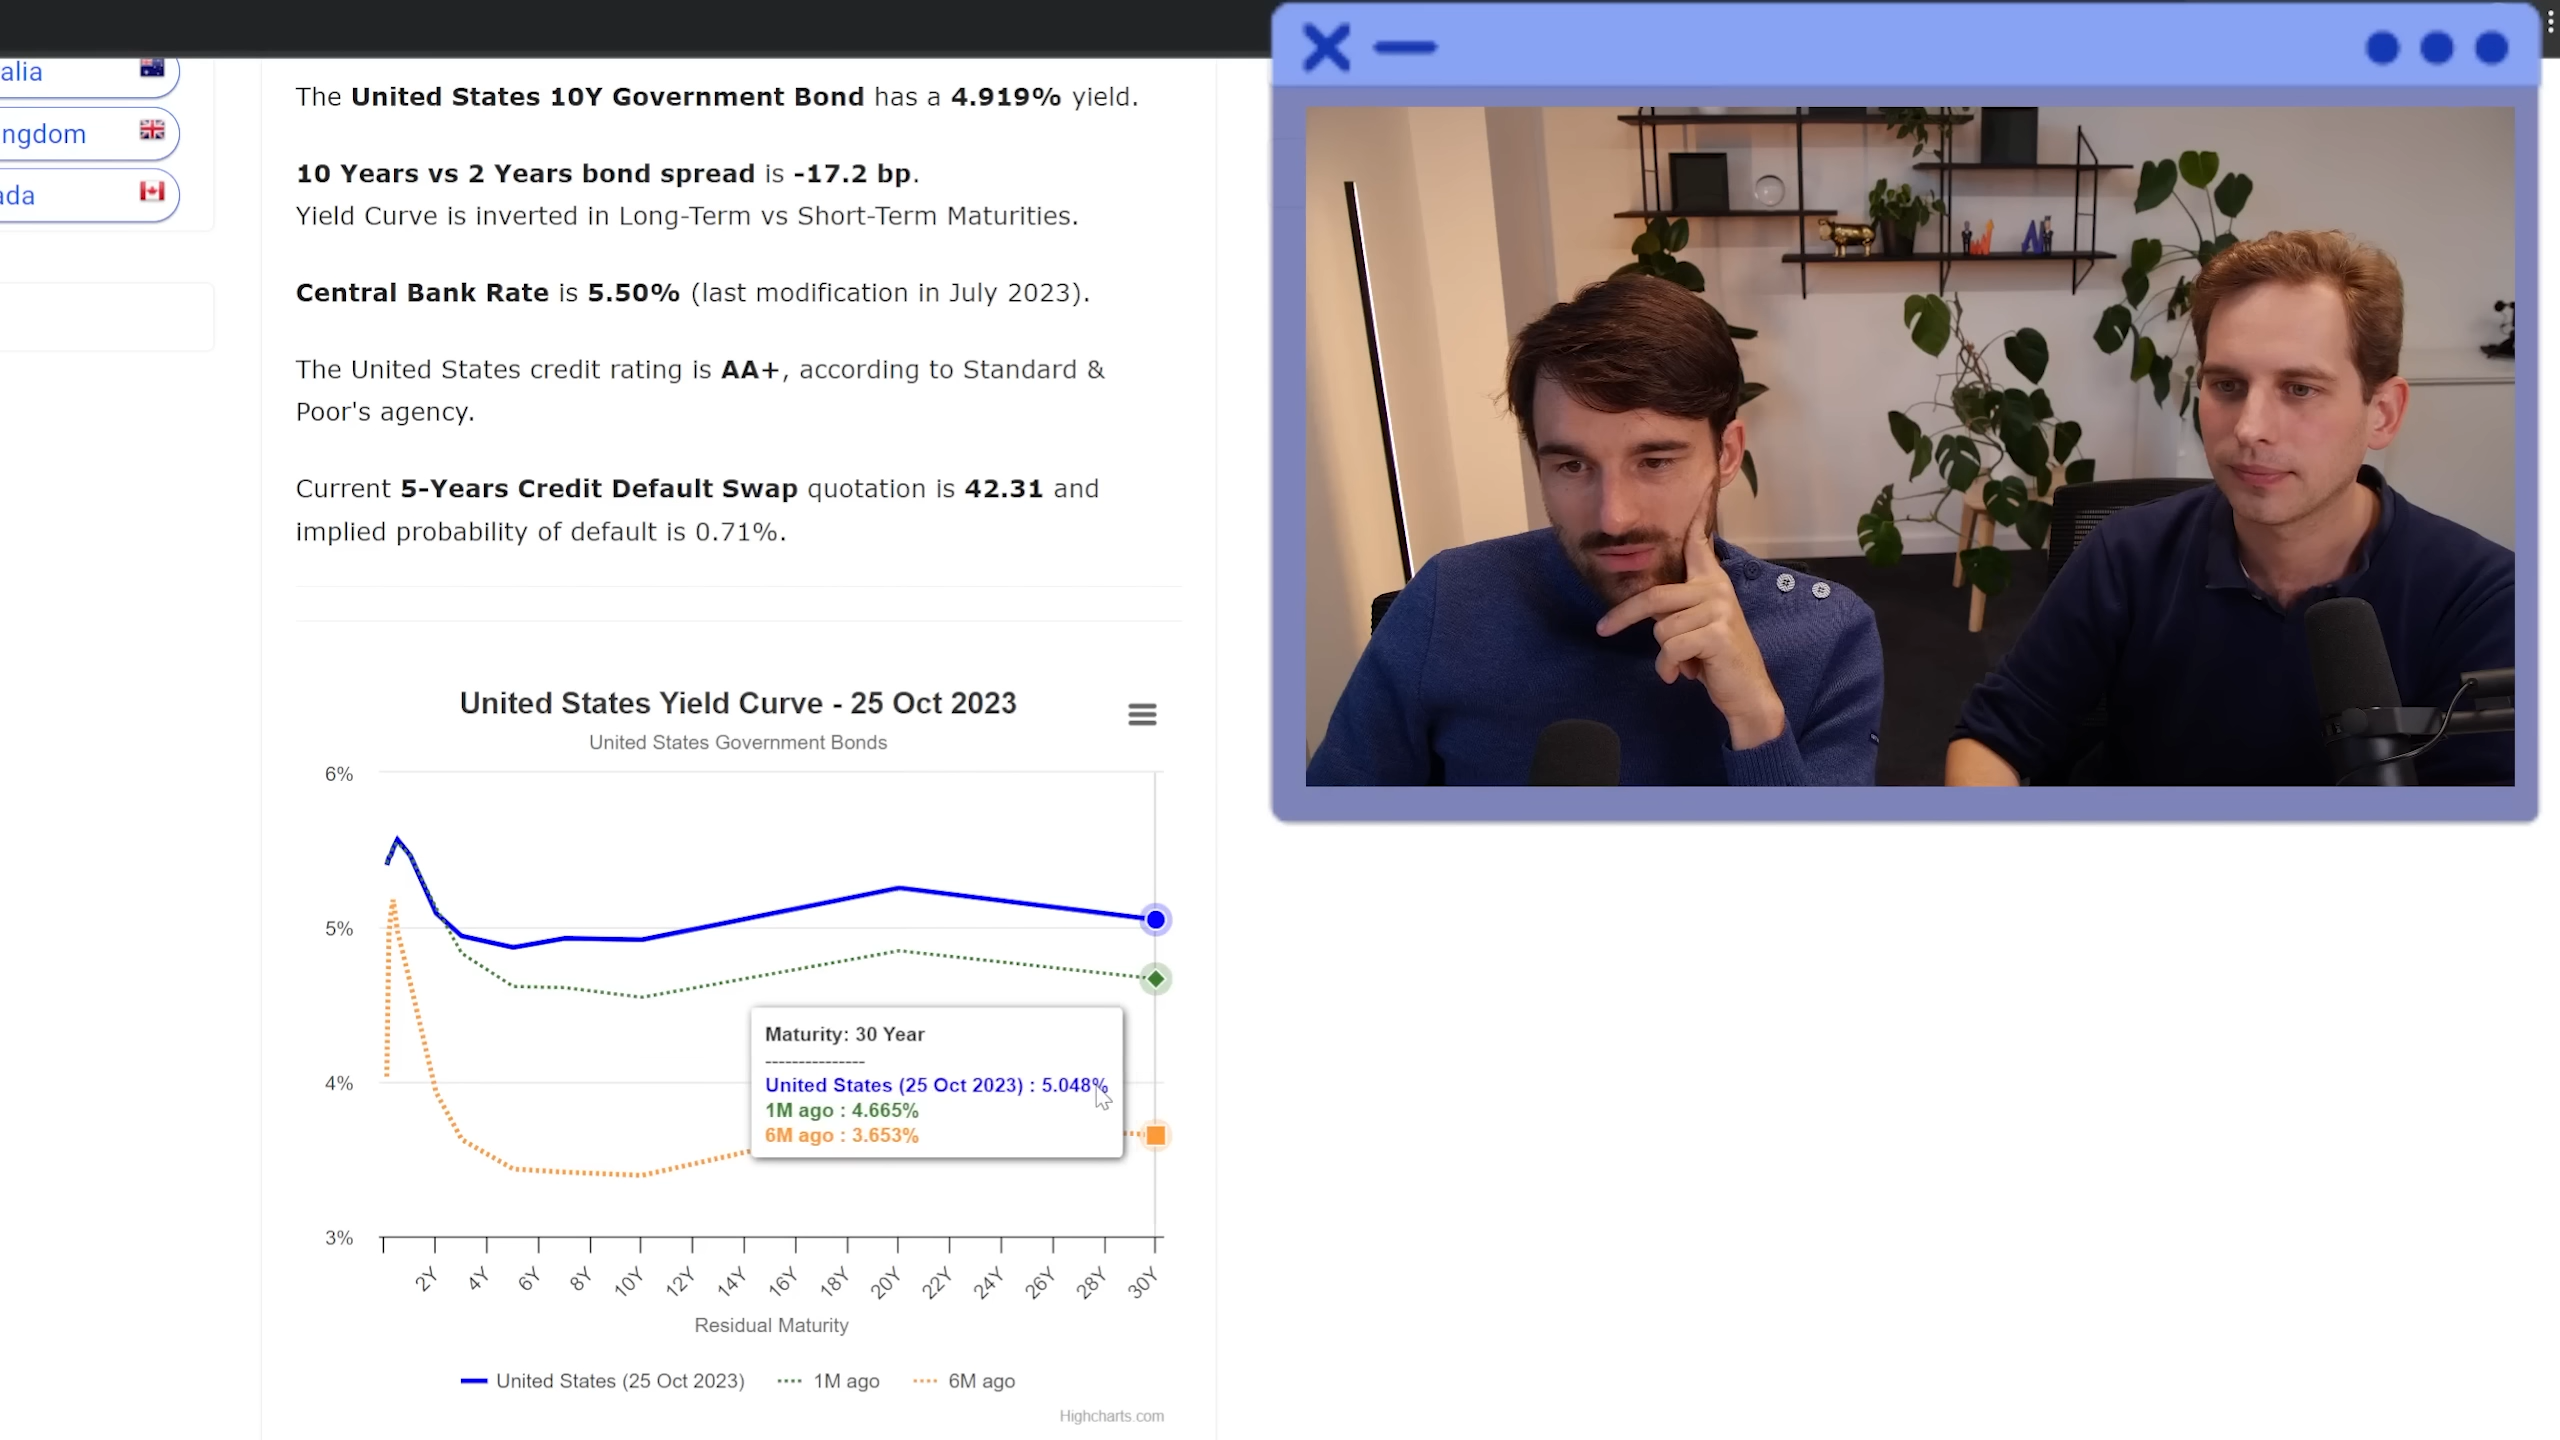 alia
ngdom
ada
The United States 10Y Government Bond has a 4.919% yield.
10 Years vs 2 Years bond spread is -17.2 bp.
Yield Curve is inverted in Long-Term vs Short-Term Maturities.
Central Bank Rate is 5.50% (last modification in July 2023).
The United States credit rating is AA+, according to Standard &
Poor's agency.
Current 5-Years Credit Default Swap quotation is 42.31 and
implied probability of default is 0.71%.
United States Yield Curve - 25 Oct 2023
United States Government Bonds
6%
5%
4%
3%
Maturity: 30 Year
---------------
United States (25 Oct 2023) : 5.048%
1M ago : 4.665%
6M ago : 3.653%
2Y 4Y 6Y 8Y 10Y 12Y 14Y 16Y 18Y 20Y 22Y 24Y 26Y 28Y 30Y
Residual Maturity
United States (25 Oct 2023) 1M ago 6M ago
Highcharts.com